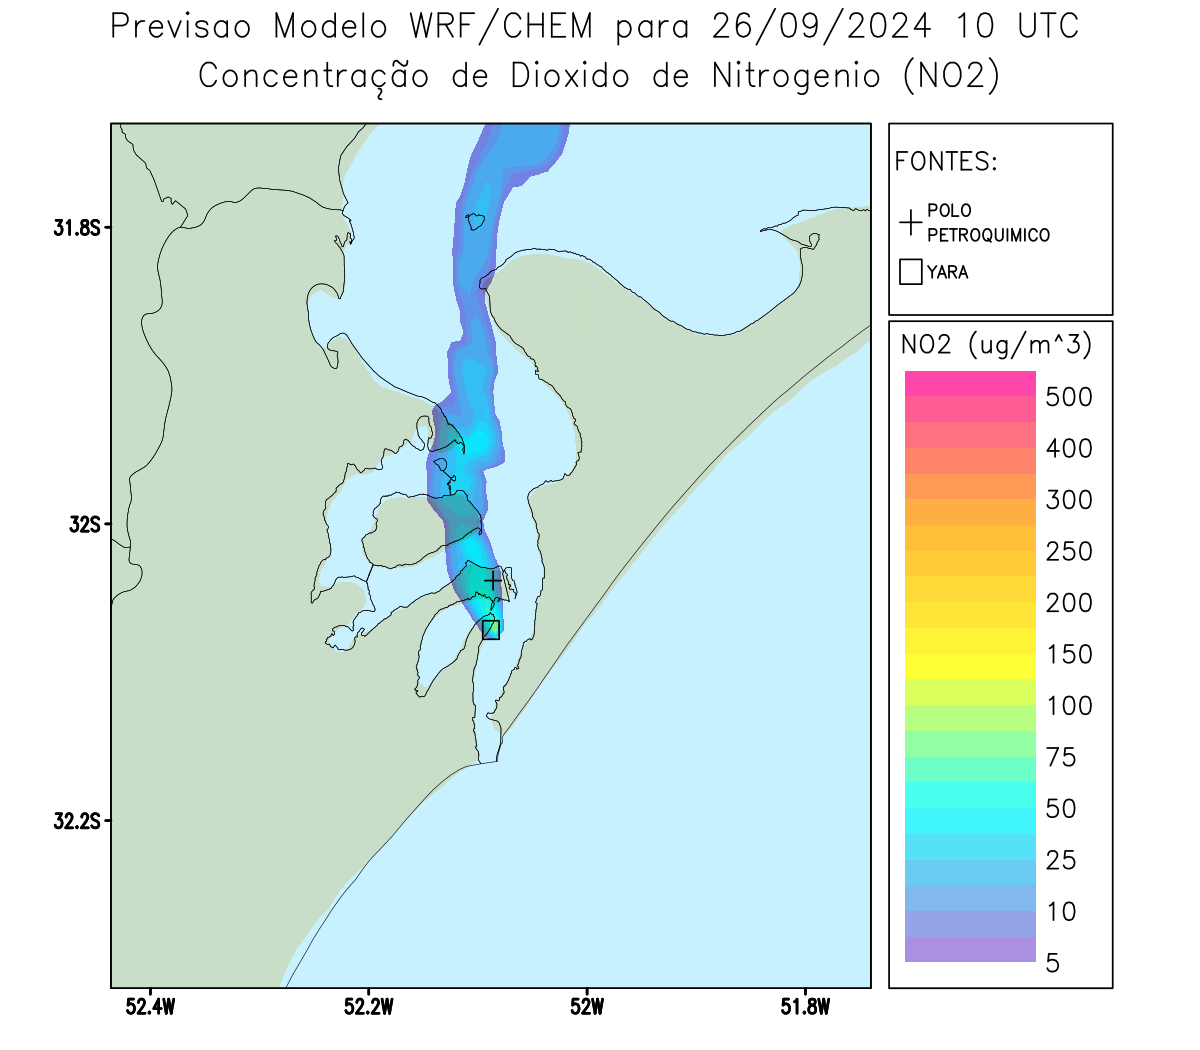 Previsao Modelo WRF/CHEM para 26/09/2024 10 UTC
Concentração de Dioxido de Nitrogenio (NO2)
FONTES:
POLO
PETROQUIMICO
YARA
NO2 (ug/m^3)
500
400
300
250
200
150
100
75
50
25
10
5
31.8S
32S
32.2S
52.4W
52.2W
52W
51.8W